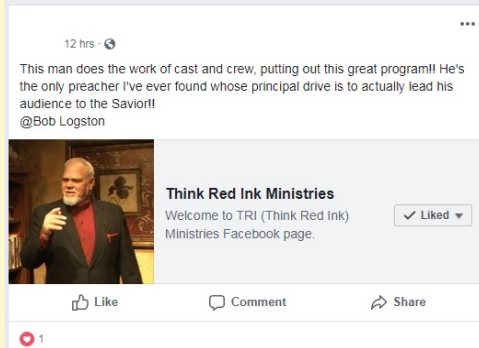 12 hrs ·
This man does the work of cast and crew, putting out this great program!! He's
the only preacher I've ever found whose principal drive is to actually lead his
audience to the Savior!!
@Bob Logston
Think Red Ink Ministries
Welcome to TRI (Think Red Ink)
Ministries Facebook page.
Liked
Like Comment Share
1